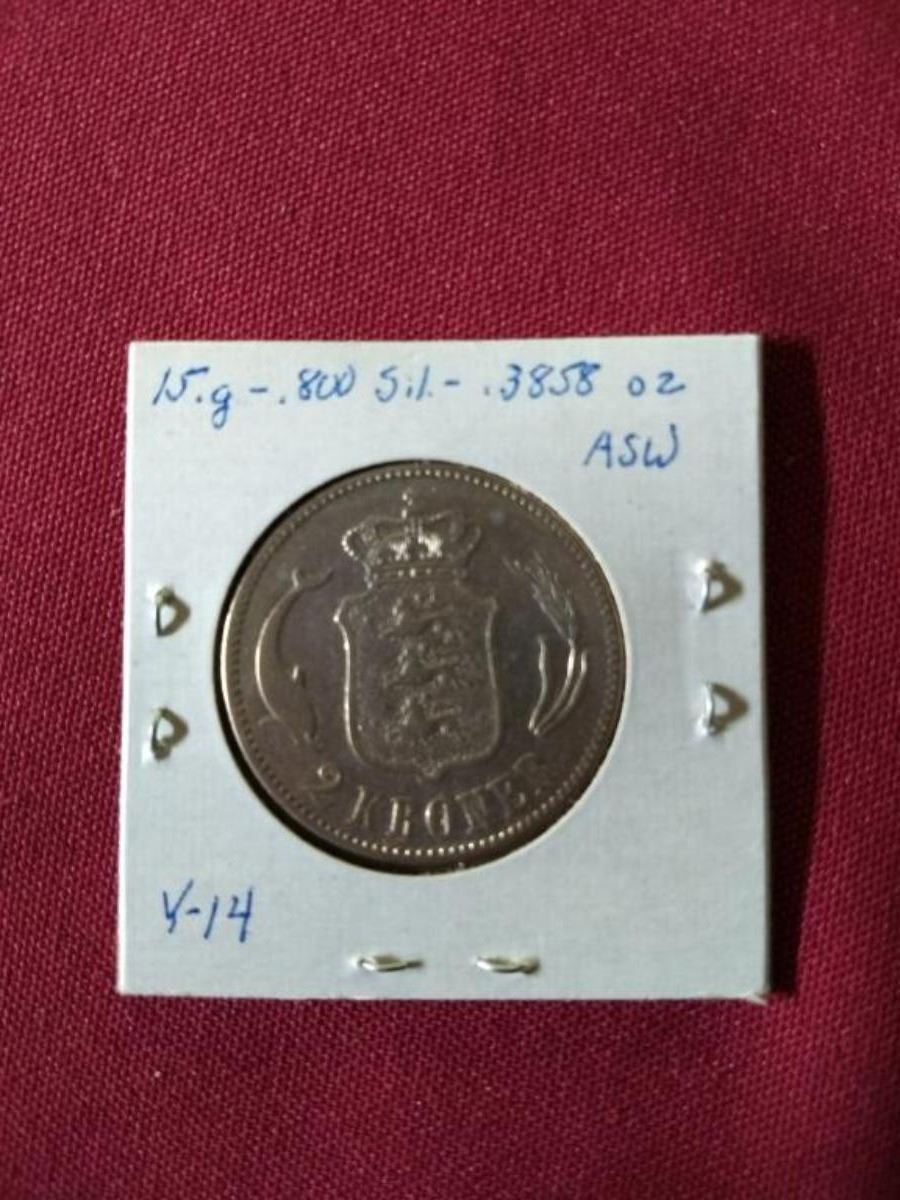 15.g - .800 Sil. - .3858 oz
ASW
2 KRONER
Y-14